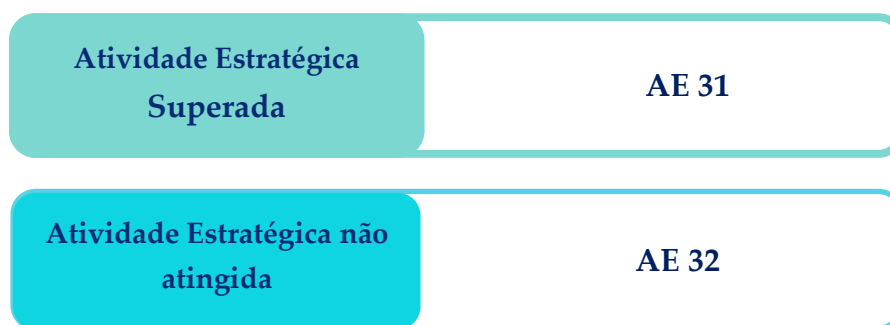 Atividade Estratégica
Superada
AE 31
Atividade Estratégica não
atingida
AE 32